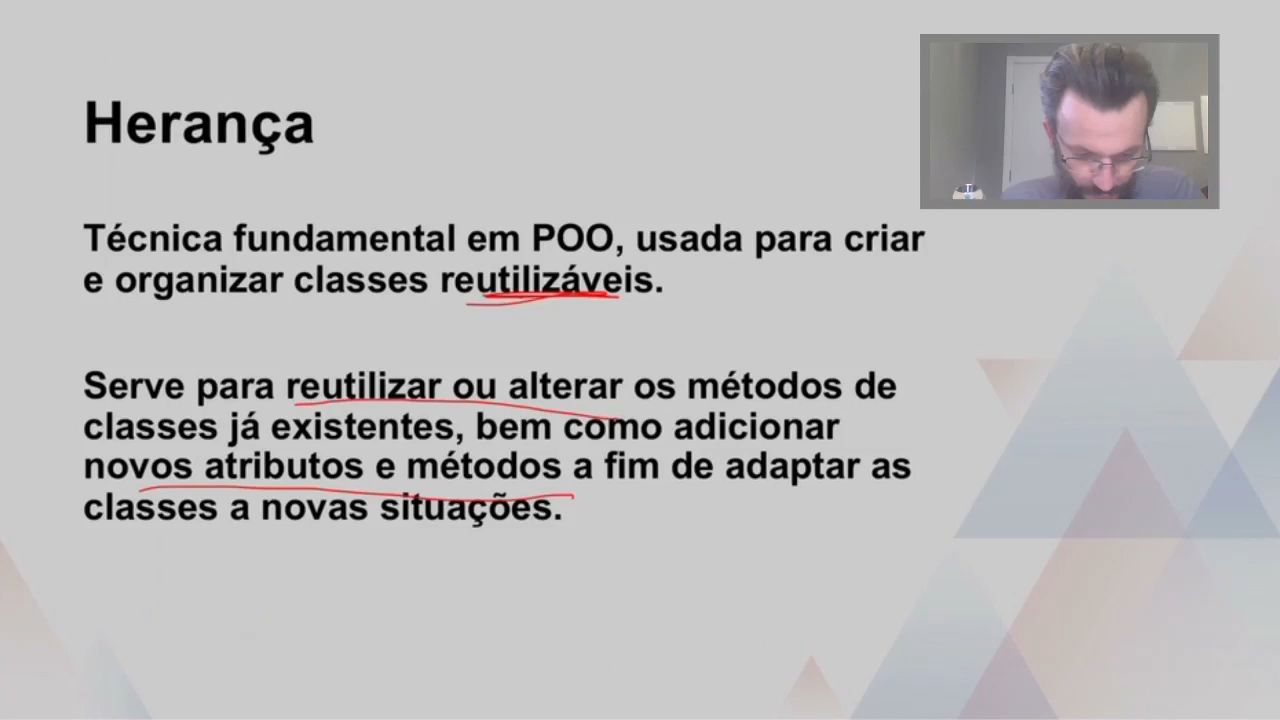 Herança
Técnica fundamental em POO, usada para criar
e organizar classes reutilizáveis.
Serve para reutilizar ou alterar os métodos de
classes já existentes, bem como adicionar
novos atributos e métodos a fim de adaptar as
classes a novas situações.